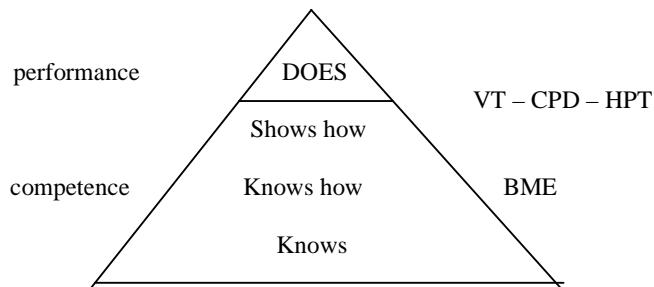 performance
DOES
VT – CPD – HPT
Shows how
competence
Knows how
BME
Knows